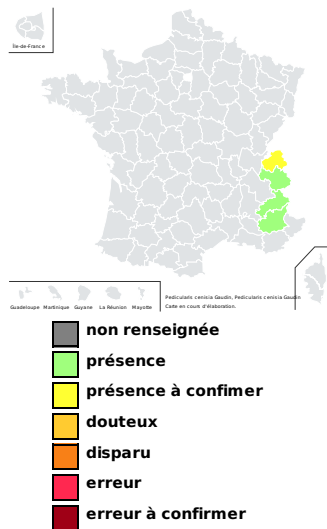 Île-de-France
Guadeloupe Martinique Guyane La Réunion Mayotte
Pedicularis cenisia Gaudin, Pedicularis cenisia Gaudin
Carte en cours d'élaboration.
non renseignée
présence
présence à confimer
douteux
disparu
erreur
erreur à confirmer